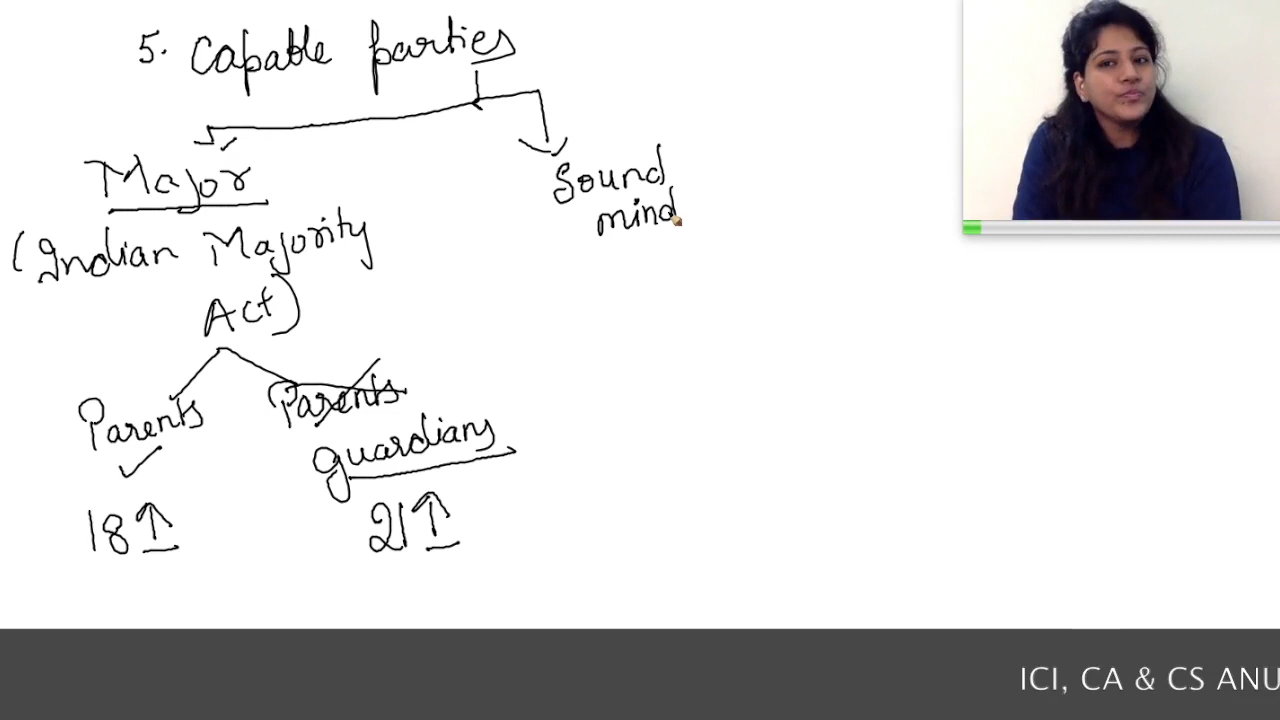 5. Capable parties
Major
Sound
mind
(Indian Majority
Act)
Parents
Parents
guardians
18↑
21↑
ICI, CA & CS ANU